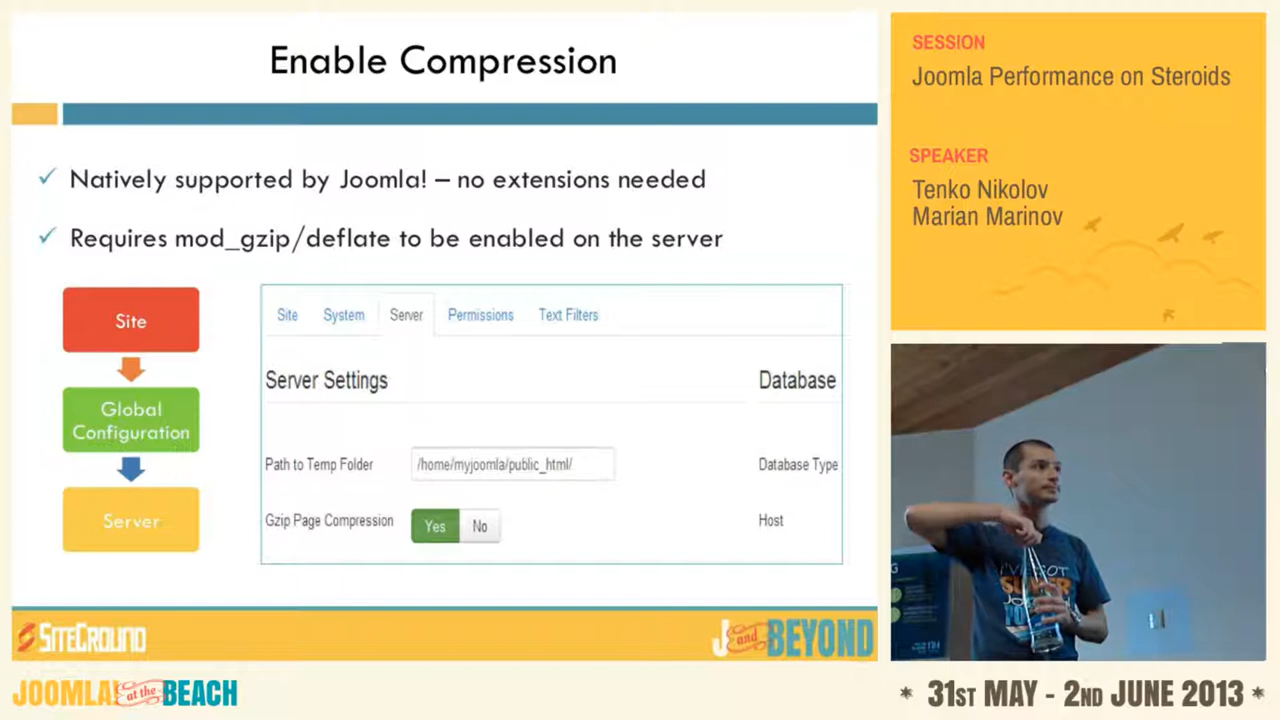 Enable Compression
Natively supported by Joomla! – no extensions needed
Requires mod_gzip/deflate to be enabled on the server
Site
Global
Configuration
Server
Site System Server Permissions Text Filters
Server Settings
Database
Path to Temp Folder
/home/myjoomla/public_html/
Database Type
Gzip Page Compression
Yes No
Host
SITEGROUND
J and BEYOND
SESSION
Joomla Performance on Steroids
SPEAKER
Tenko Nikolov
Marian Marinov
I'VE GOT
JOOMLA! at the BEACH
* 31ST MAY - 2ND JUNE 2013 *